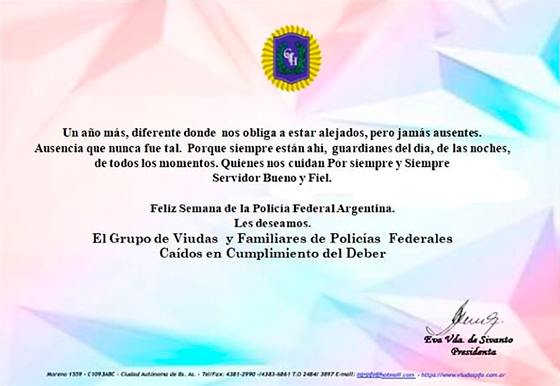 Un año más, diferente donde nos obliga a estar alejados, pero jamás ausentes.
Ausencia que nunca fue tal. Porque siempre están ahí, guardianes del día, de las noches,
de todos los momentos. Quienes nos cuidan Por siempre y Siempre
Servidor Bueno y Fiel.
Feliz Semana de la Policía Federal Argentina.
Les deseamos.
El Grupo de Viudas y Familiares de Policías Federales
Caídos en Cumplimiento del Deber
Eva Vda. de Sivanto
Presidenta
Moreno 1559 - C1093ABC - Ciudad Autónoma de Bs. As. - Tel/Fax: 4381-2990 -/4383-6861 T.O 2484/ 3897 E-mail: @hotmail.com - https://www.viudaspfa.com.ar